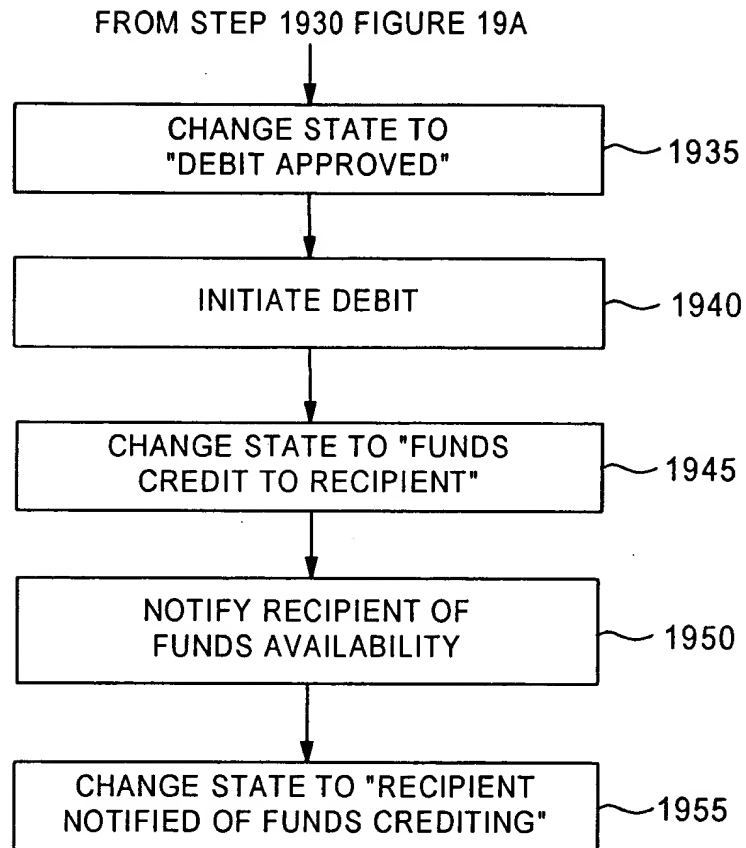 FROM STEP 1930 FIGURE 19A
CHANGE STATE TO
"DEBIT APPROVED"
1935
INITIATE DEBIT
1940
CHANGE STATE TO "FUNDS
CREDIT TO RECIPIENT"
1945
NOTIFY RECIPIENT OF
FUNDS AVAILABILITY
1950
CHANGE STATE TO "RECIPIENT
NOTIFIED OF FUNDS CREDITING"
1955